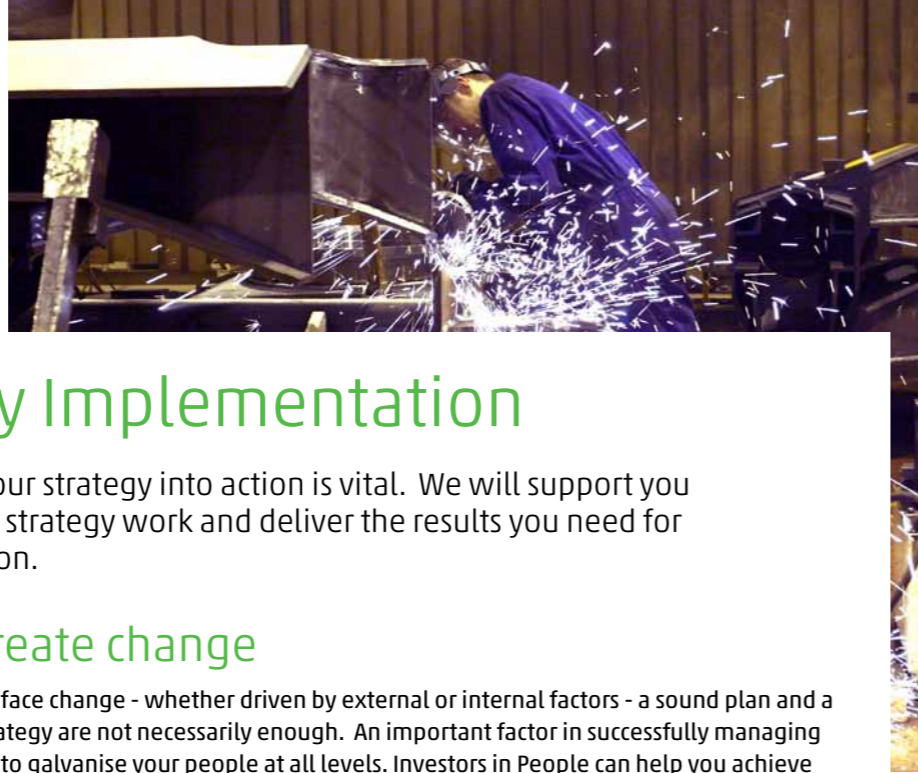 y Implementation
our strategy into action is vital. We will support you
strategy work and deliver the results you need for
on.
reate change
face change - whether driven by external or internal factors - a sound plan and a
ategy are not necessarily enough. An important factor in successfully managing
to galvanise your people at all levels. Investors in People can help you achieve